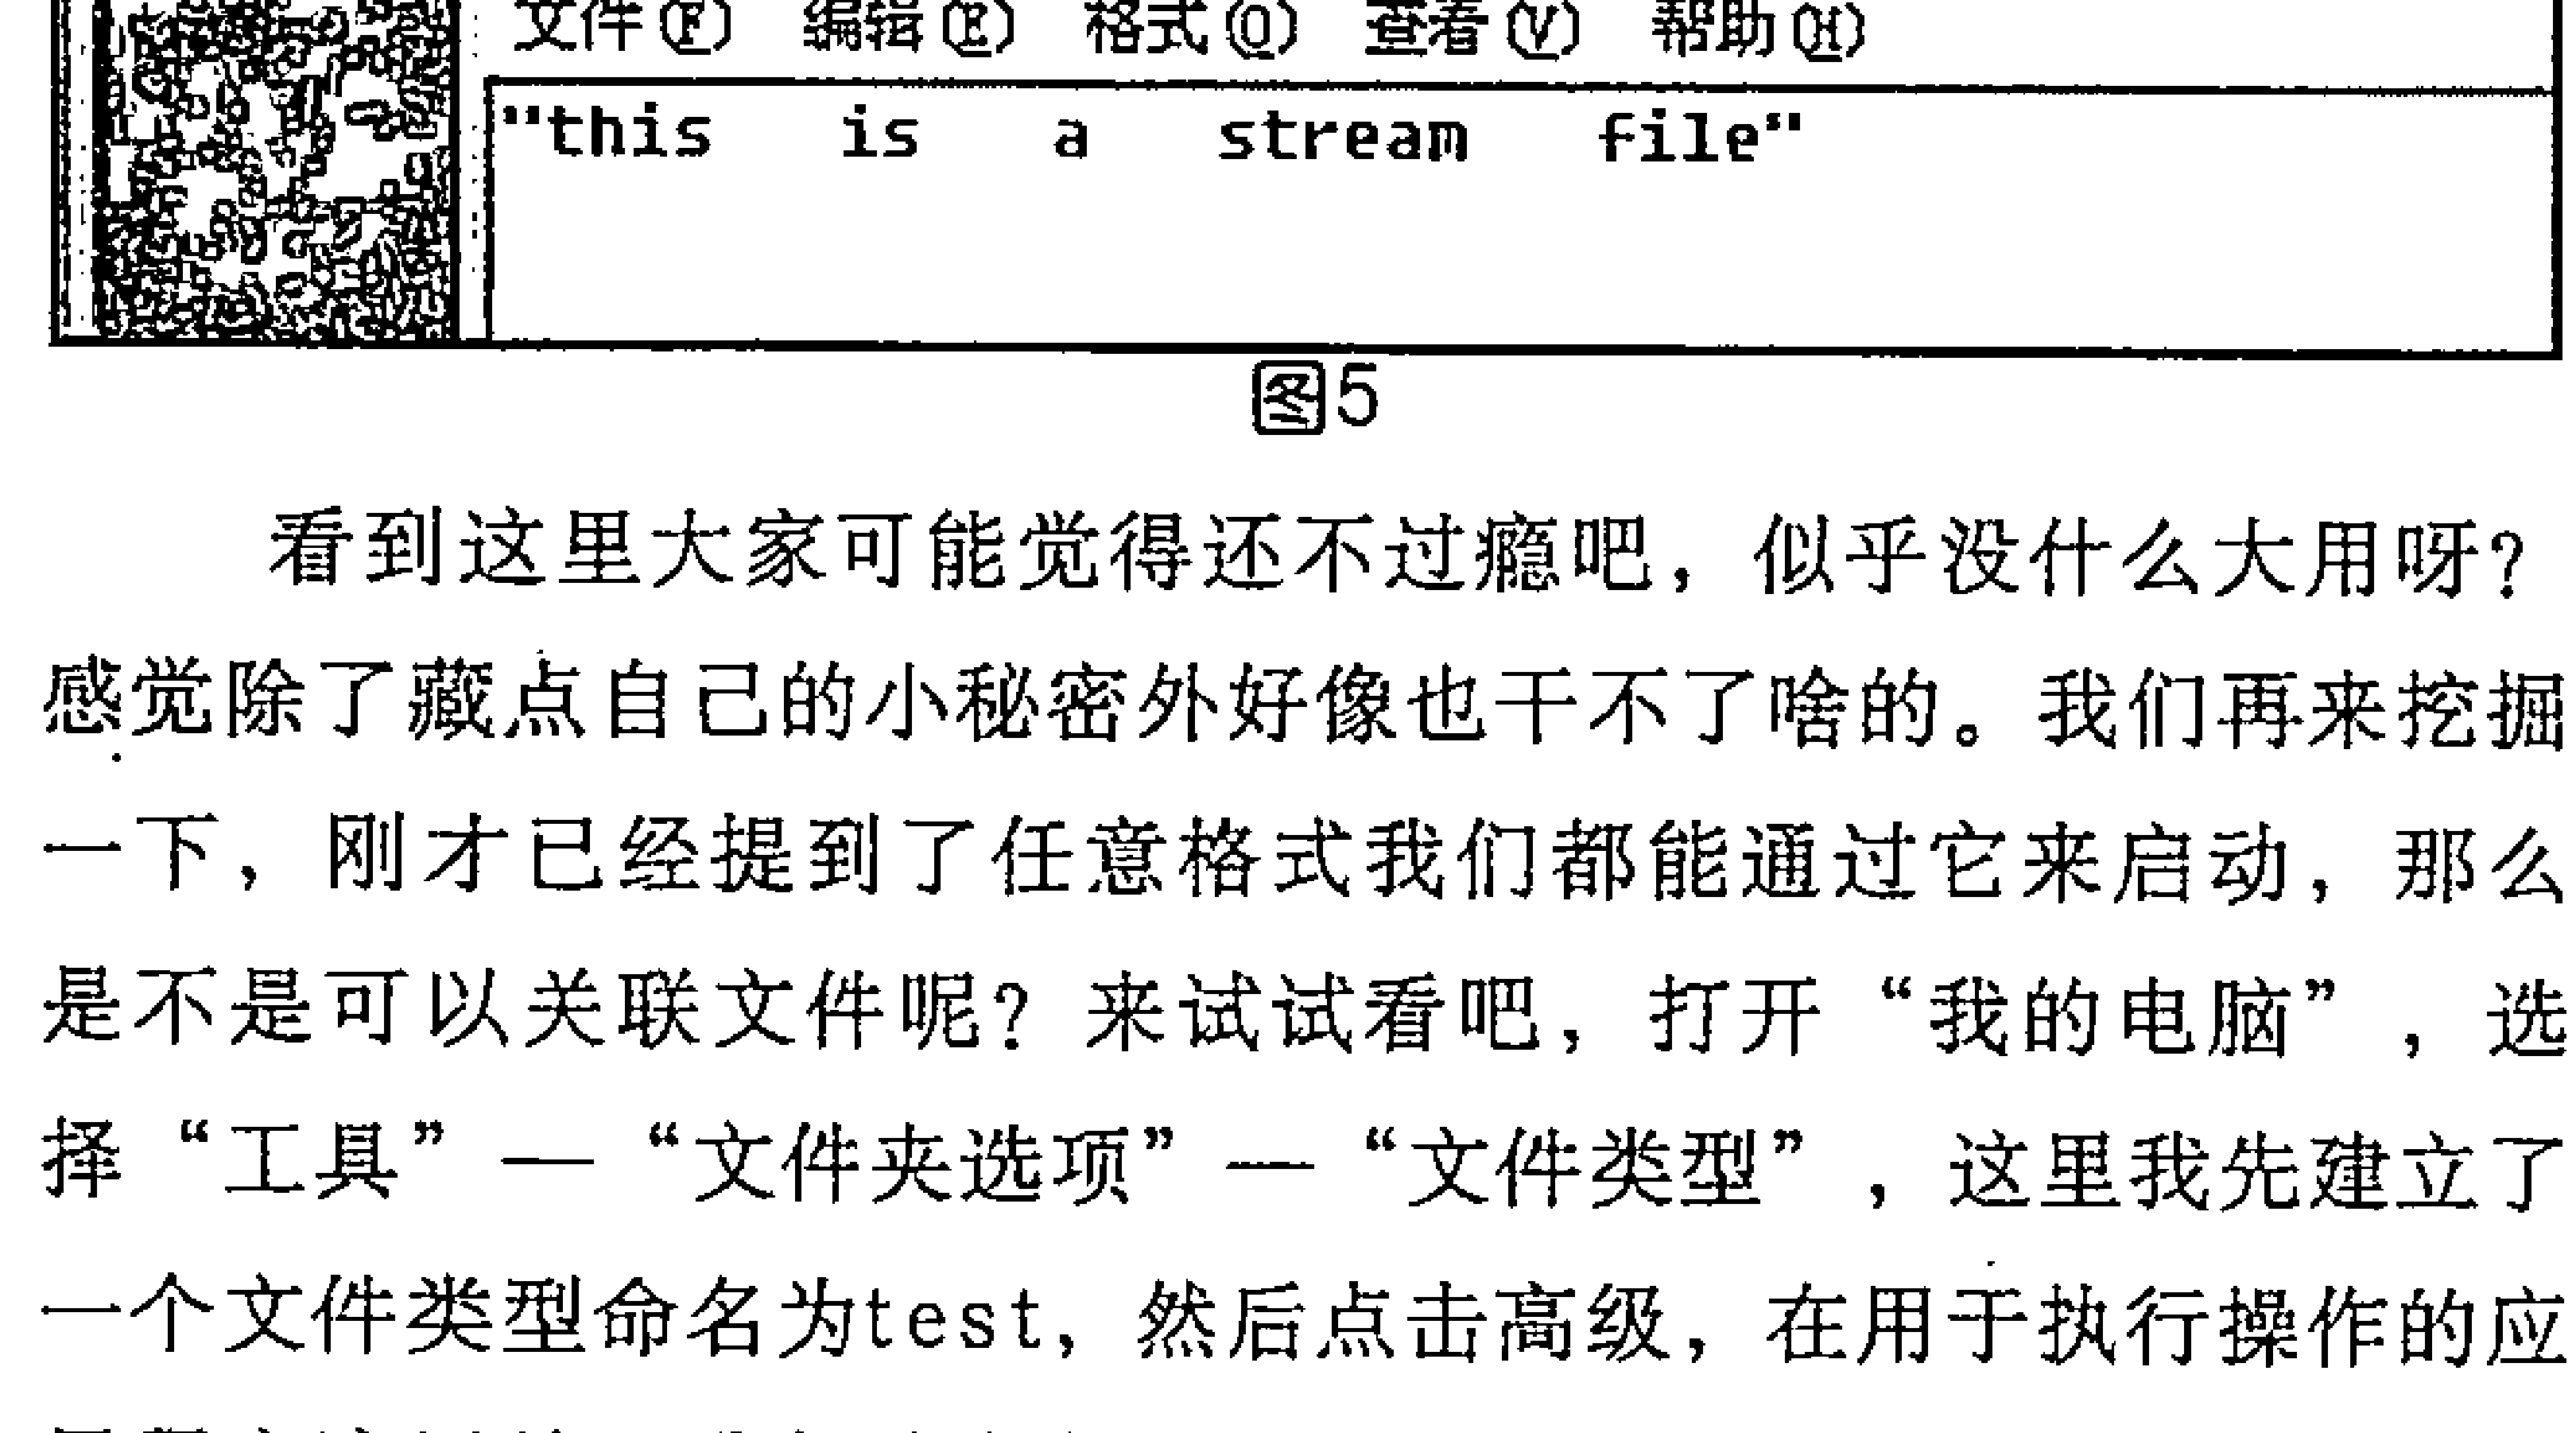 文件(F) 编辑(E) 格式(O) 查看(V) 帮助(H)
"this is a stream file"
图5
看到这里大家可能觉得还不过瘾吧，似乎没什么大用呀？
感觉除了藏点自己的小秘密外好像也干不了啥的。我们再来挖掘
一下，刚才已经提到了任意格式我们都能通过它来启动，那么
是不是可以关联文件呢？来试试看吧，打开“我的电脑”，选
择“工具”—“文件夹选项”—“文件类型”，这里我先建立了
一个文件类型命名为test，然后点击高级，在用于执行操作的应